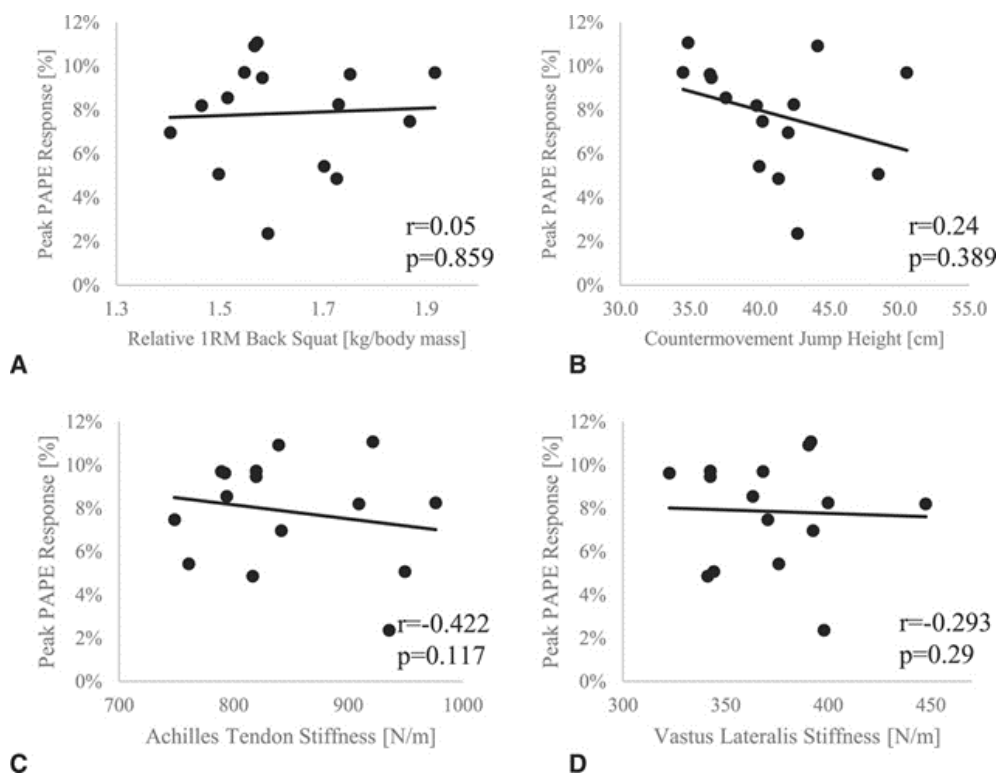 12%
10%
8%
6%
4%
2%
0%
Peak PAPE Response [%]
1.3
1.5
1.7
1.9
Relative 1RM Back Squat [kg/body mass]
r=0.05
p=0.859
A
12%
10%
8%
6%
4%
2%
0%
Peak PAPE Response [%]
30.0
35.0
40.0
45.0
50.0
55.0
Countermovement Jump Height [cm]
r=0.24
p=0.389
B
12%
10%
8%
6%
4%
2%
0%
Peak PAPE Response [%]
700
800
900
1000
Achilles Tendon Stiffness [N/m]
r=-0.422
p=0.117
C
12%
10%
8%
6%
4%
2%
0%
Peak PAPE Response [%]
300
350
400
450
Vastus Lateralis Stiffness [N/m]
r=-0.293
p=0.29
D